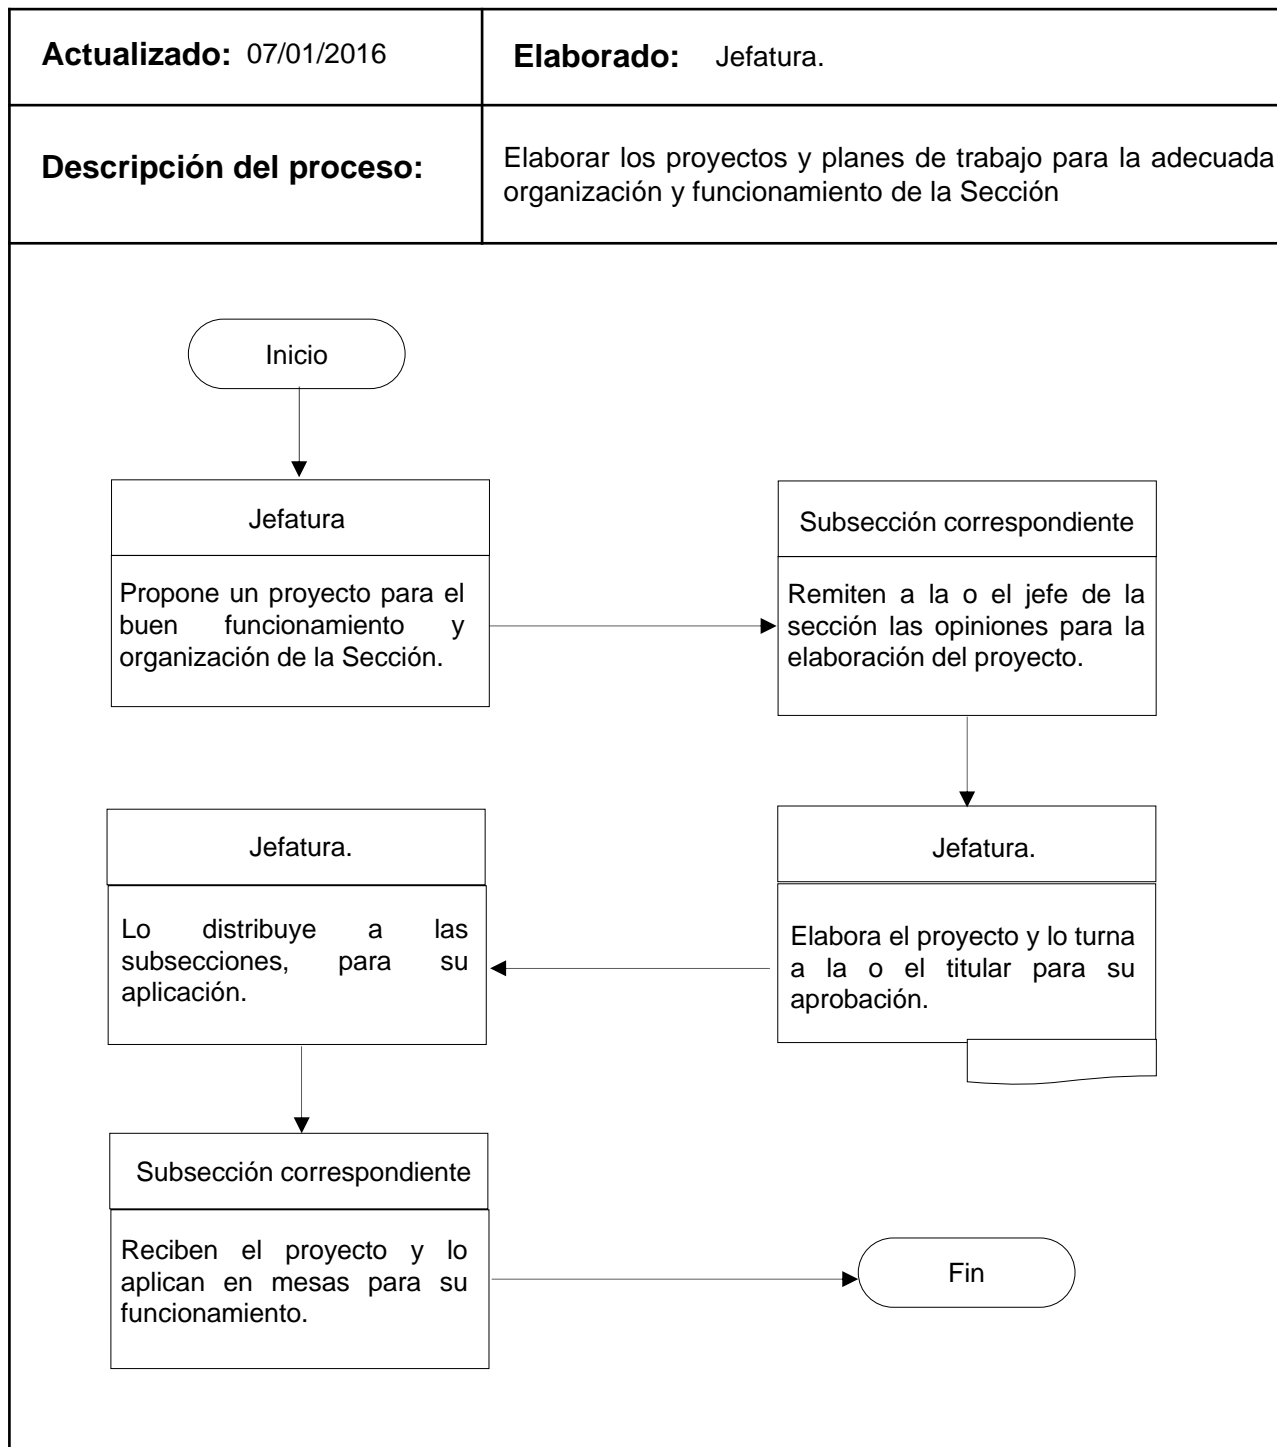 Actualizado: 07/01/2016
Elaborado: Jefatura.
Descripción del proceso:
Elaborar los proyectos y planes de trabajo para la adecuada
organización y funcionamiento de la Sección
Inicio
Jefatura
Propone un proyecto para el
buen funcionamiento y
organización de la Sección.
Subsección correspondiente
Remiten a la o el jefe de la
sección las opiniones para la
elaboración del proyecto.
Jefatura.
Elabora el proyecto y lo turna
a la o el titular para su
aprobación.
Jefatura.
Lo distribuye a las
subsecciones, para su
aplicación.
Subsección correspondiente
Reciben el proyecto y lo
aplican en mesas para su
funcionamiento.
Fin